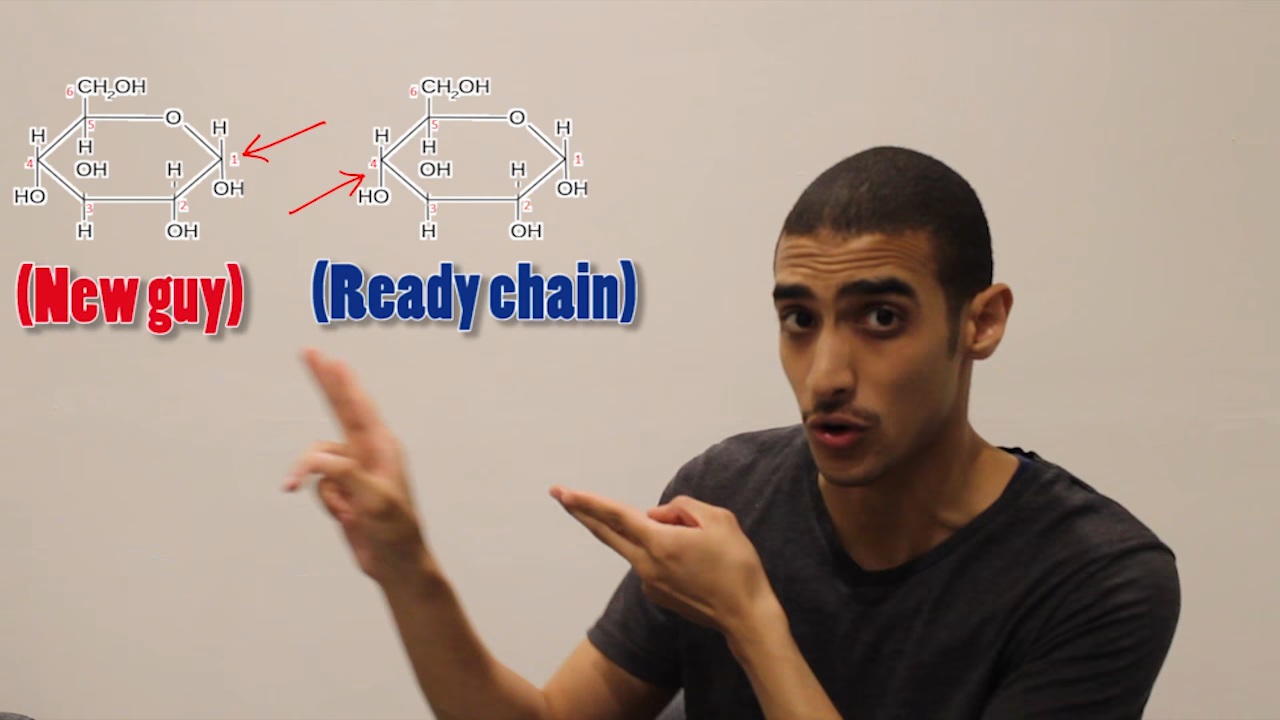 6 CH₂OH
O
5 H
H H
4 1
OH H
HO OH
3 2
H OH
(New guy)
6 CH₂OH
O
5 H
H H
4 1
OH H
HO OH
3 2
H OH
(Ready chain)